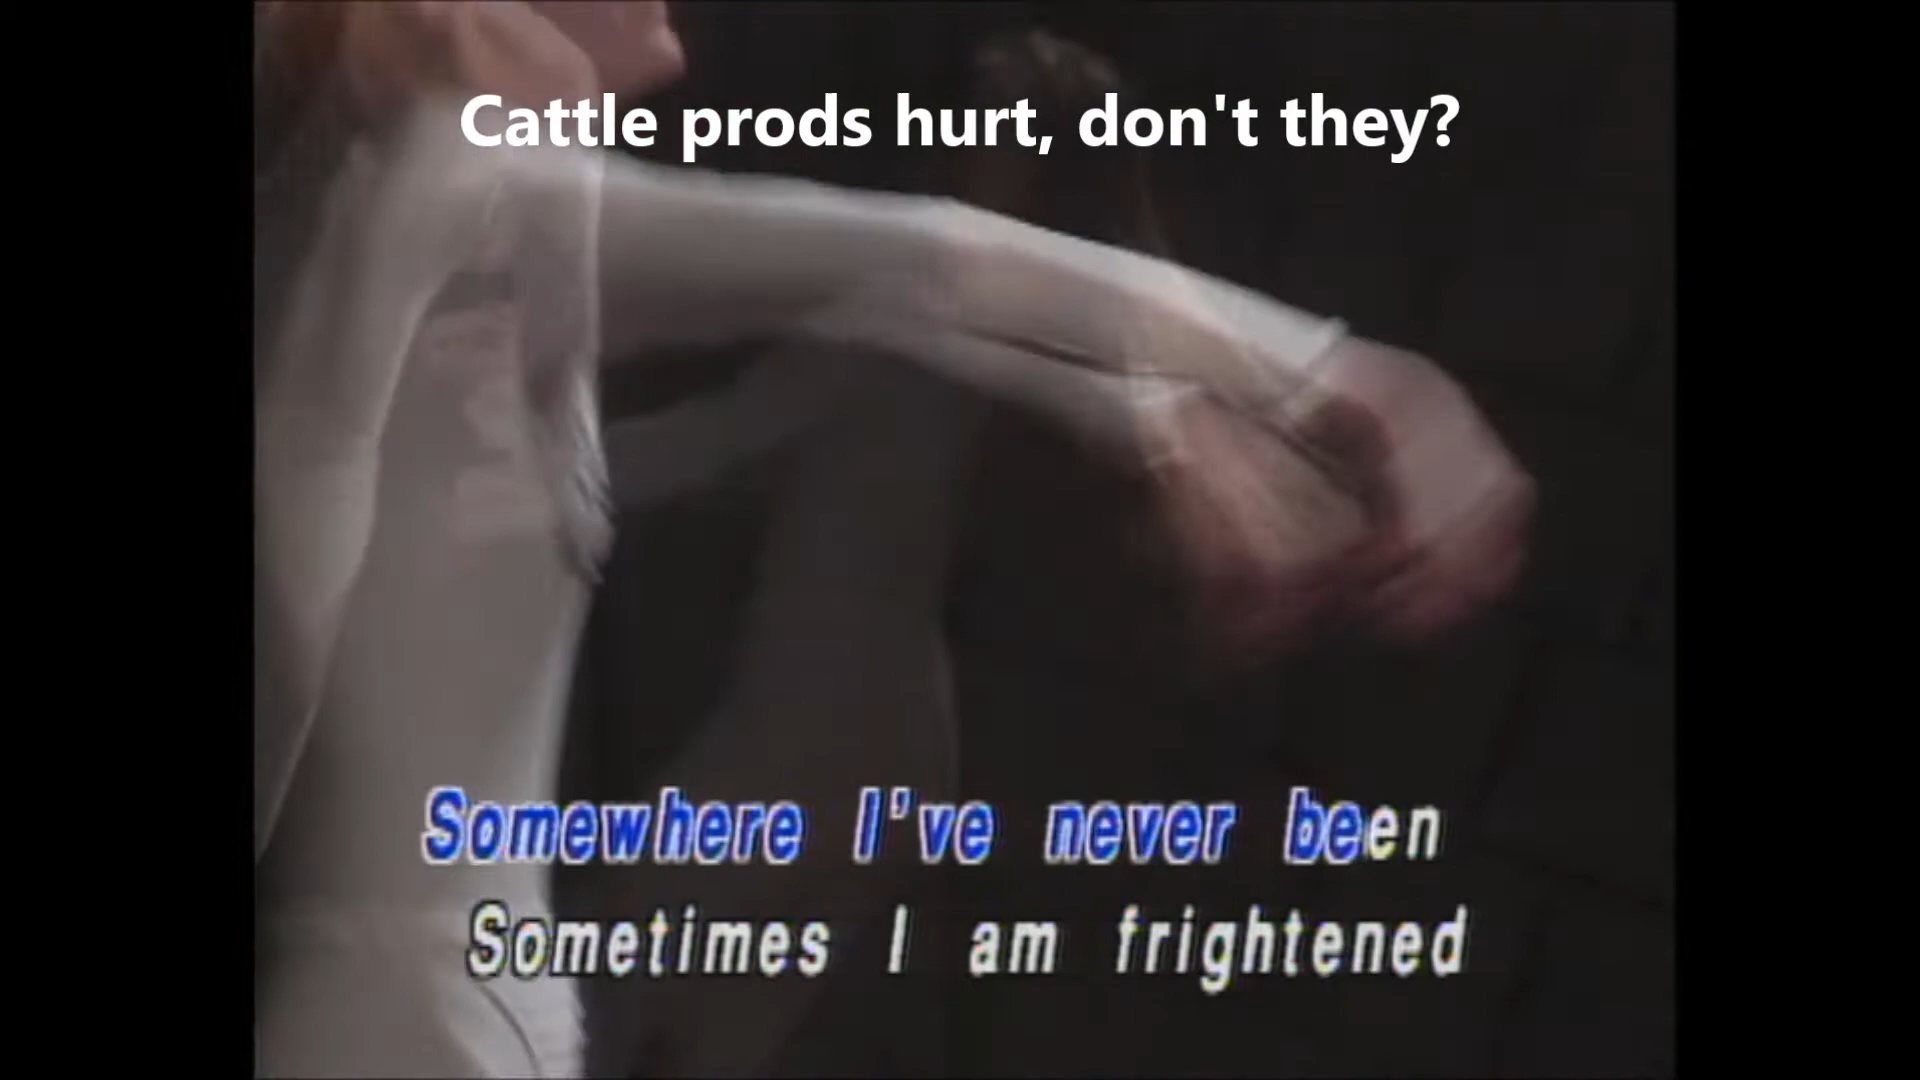 Cattle prods hurt, don't they?
Somewhere I've never been
Sometimes I am frightened